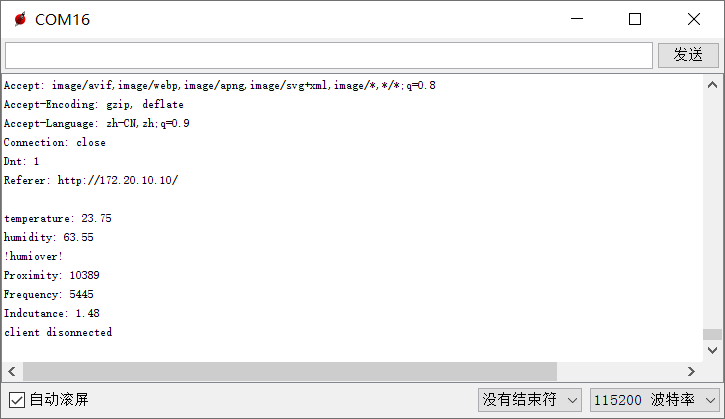 COM16
发送
Accept: image/avif,image/webp,image/apng,image/svg+xml,image/*,*/*;q=0.8
Accept-Encoding: gzip, deflate
Accept-Language: zh-CN,zh;q=0.9
Connection: close
Dnt: 1
Referer: http://172.20.10.10/
temperature: 23.75
humidity: 63.55
!humiover!
Proximity: 10389
Frequency: 5445
Indcutance: 1.48
client disonnected
自动滚屏
没有结束符
115200 波特率